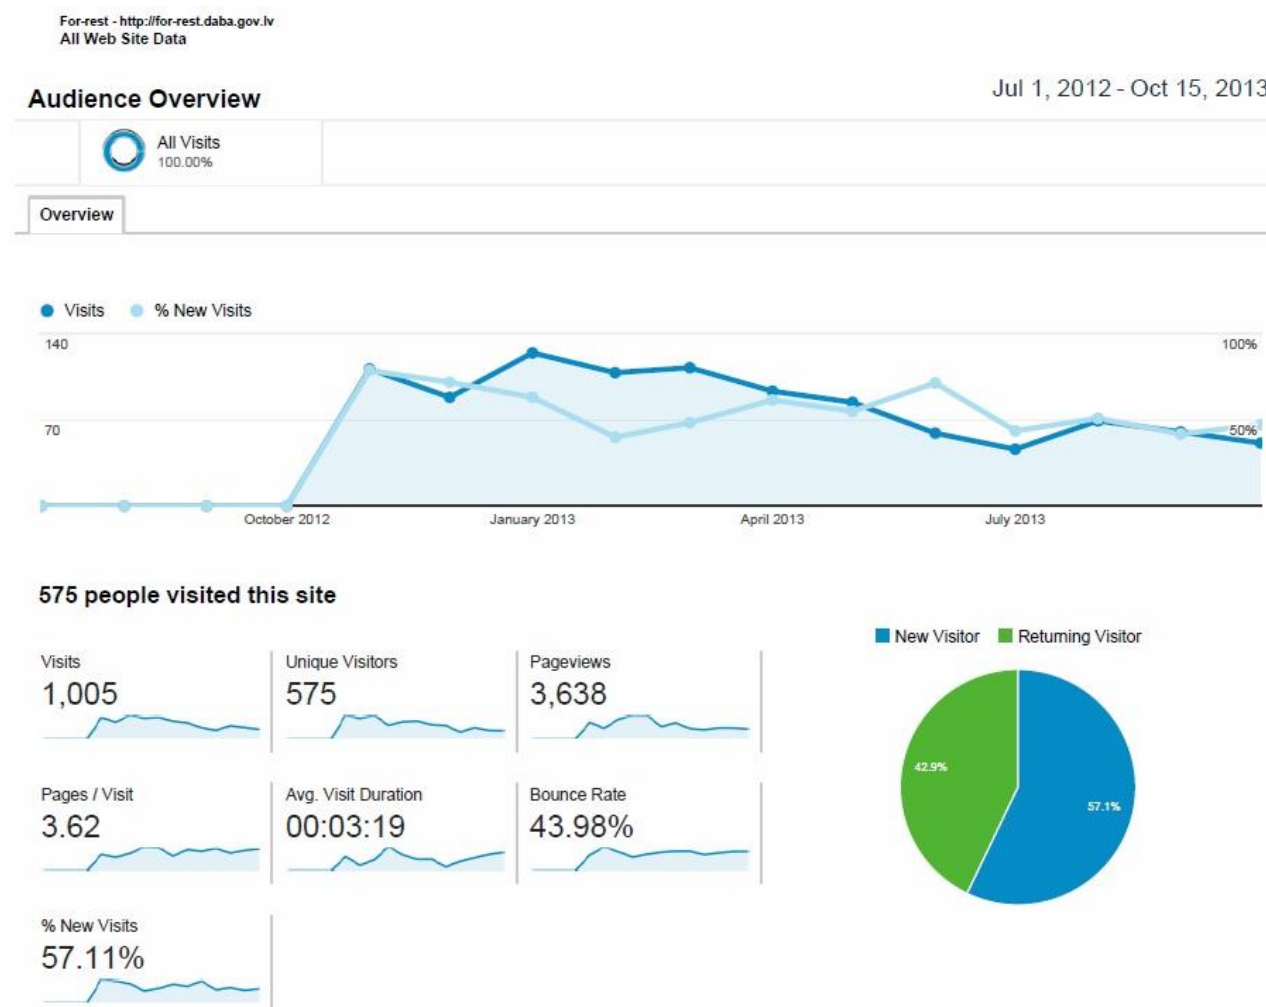 For-rest - http://for-rest.daba.gov.lv
All Web Site Data
Audience Overview
Jul 1, 2012 - Oct 15, 2013
All Visits
100.00%
Overview
Visits
% New Visits
140
100%
70
50%
October 2012
January 2013
April 2013
July 2013
575 people visited this site
New Visitor
Returning Visitor
Visits
1,005
Unique Visitors
575
Pageviews
3,638
42.9%
57.1%
Pages / Visit
3.62
Avg. Visit Duration
00:03:19
Bounce Rate
43.98%
% New Visits
57.11%